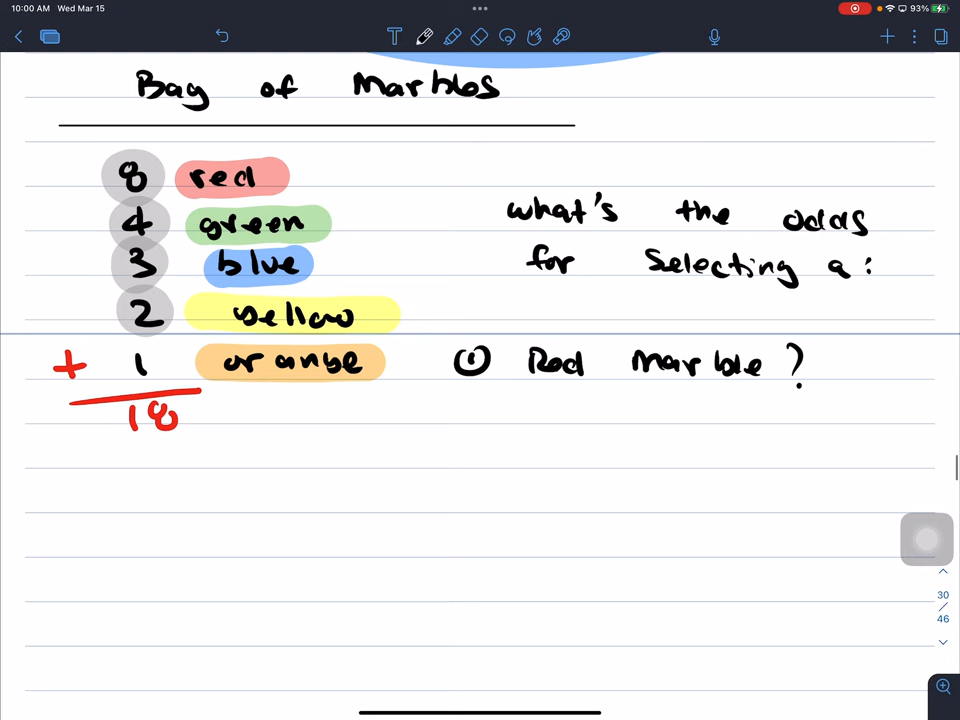 10:00 AM Wed Mar 15
93%
T
Bag of Marbles
8 red
4 green
3 blue
2 yellow
+ 1 orange
18
what's the odds
for selecting a:
① Red Marble?
30
/
46